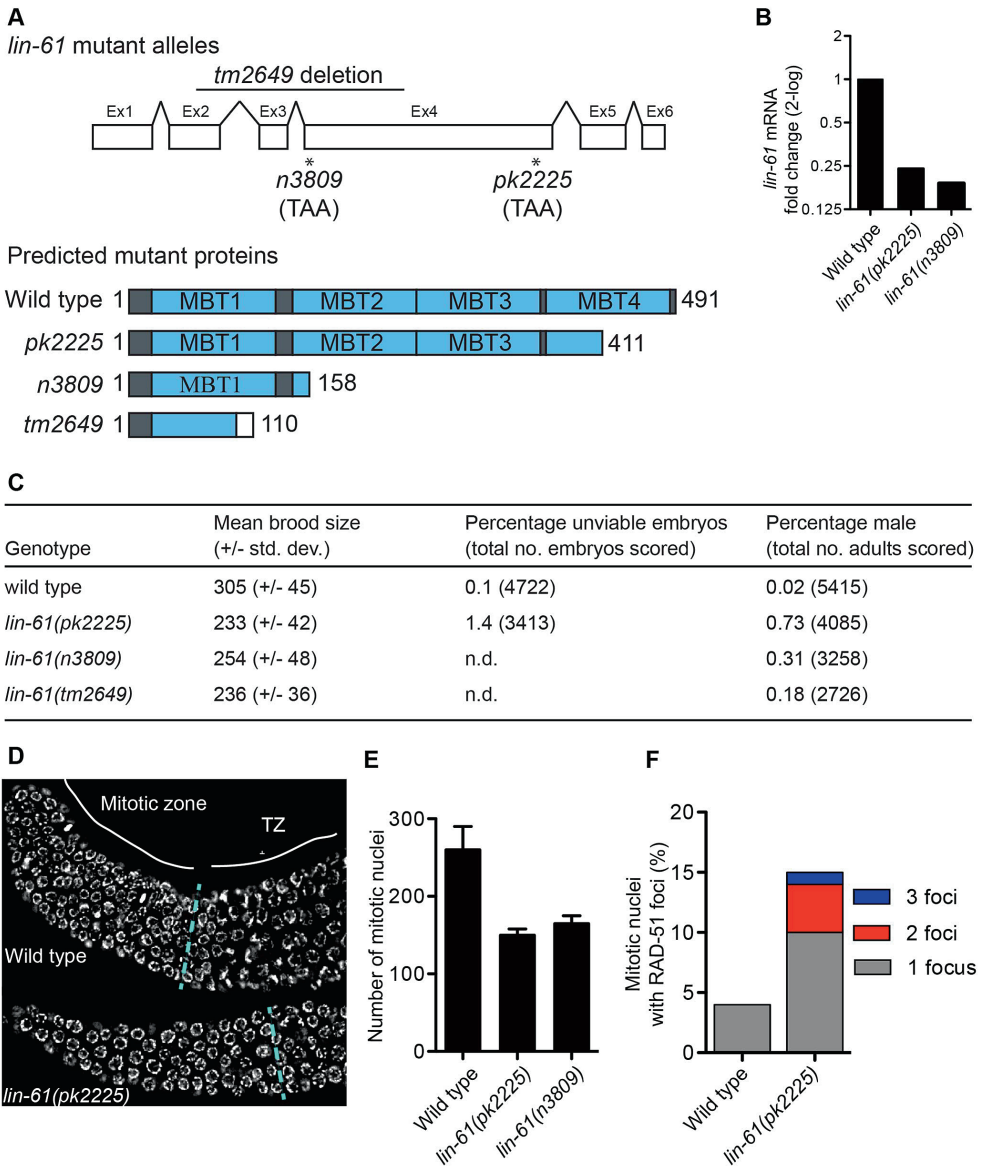 A
lin-61 mutant alleles
tm2649 deletion
Ex1 Ex2 Ex3 Ex4 Ex5 Ex6
* *
n3809 pk2225
(TAA) (TAA)
Predicted mutant proteins
Wild type 1 MBT1 MBT2 MBT3 MBT4 491
pk2225 1 MBT1 MBT2 MBT3 411
n3809 1 MBT1 158
tm2649 1 110
B
lin-61 mRNA
fold change (2-log)
2
1
0.5
0.25
0.125
Wild type
lin-61(pk2225)
lin-61(n3809)
C
Genotype
Mean brood size
(+/- std. dev.)
Percentage unviable embryos
(total no. embryos scored)
Percentage male
(total no. adults scored)
wild type 305 (+/- 45) 0.1 (4722) 0.02 (5415)
lin-61(pk2225) 233 (+/- 42) 1.4 (3413) 0.73 (4085)
lin-61(n3809) 254 (+/- 48) n.d. 0.31 (3258)
lin-61(tm2649) 236 (+/- 36) n.d. 0.18 (2726)
D
Mitotic zone
TZ
Wild type
lin-61(pk2225)
E
Number of mitotic nuclei
300
200
100
0
Wild type
lin-61(pk2225)
lin-61(n3809)
F
Mitotic nuclei
with RAD-51 foci (%)
20
15
10
5
0
3 foci
2 foci
1 focus
Wild type
lin-61(pk2225)